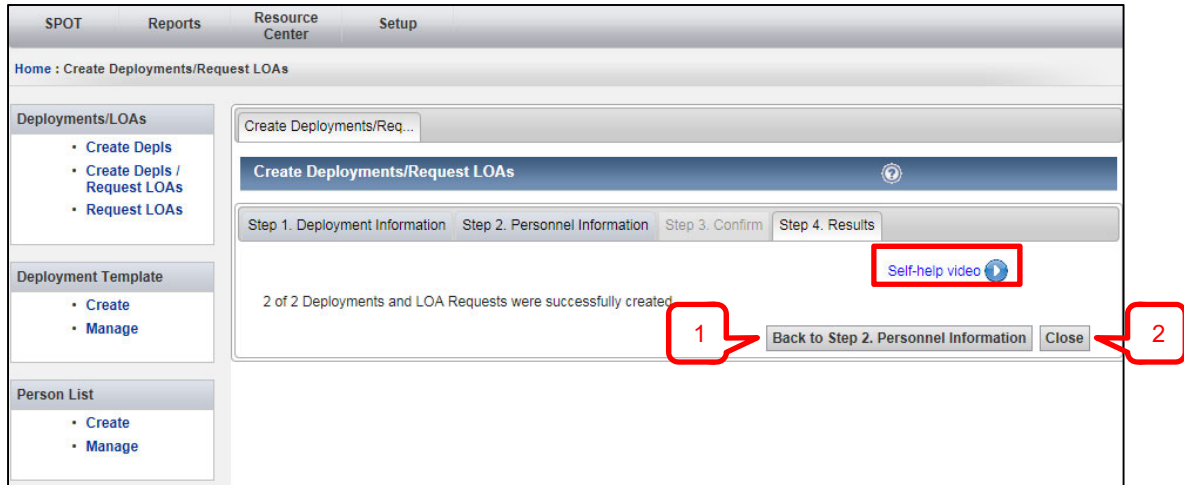 SPOT Reports Resource Center Setup
Home : Create Deployments/Request LOAs
Deployments/LOAs
• Create Depls
• Create Depls /
Request LOAs
• Request LOAs
Deployment Template
• Create
• Manage
Person List
• Create
• Manage
Create Deployments/Req...
Create Deployments/Request LOAs
Step 1. Deployment Information Step 2. Personnel Information Step 3. Confirm Step 4. Results
Self-help video
2 of 2 Deployments and LOA Requests were successfully created
1 Back to Step 2. Personnel Information Close 2